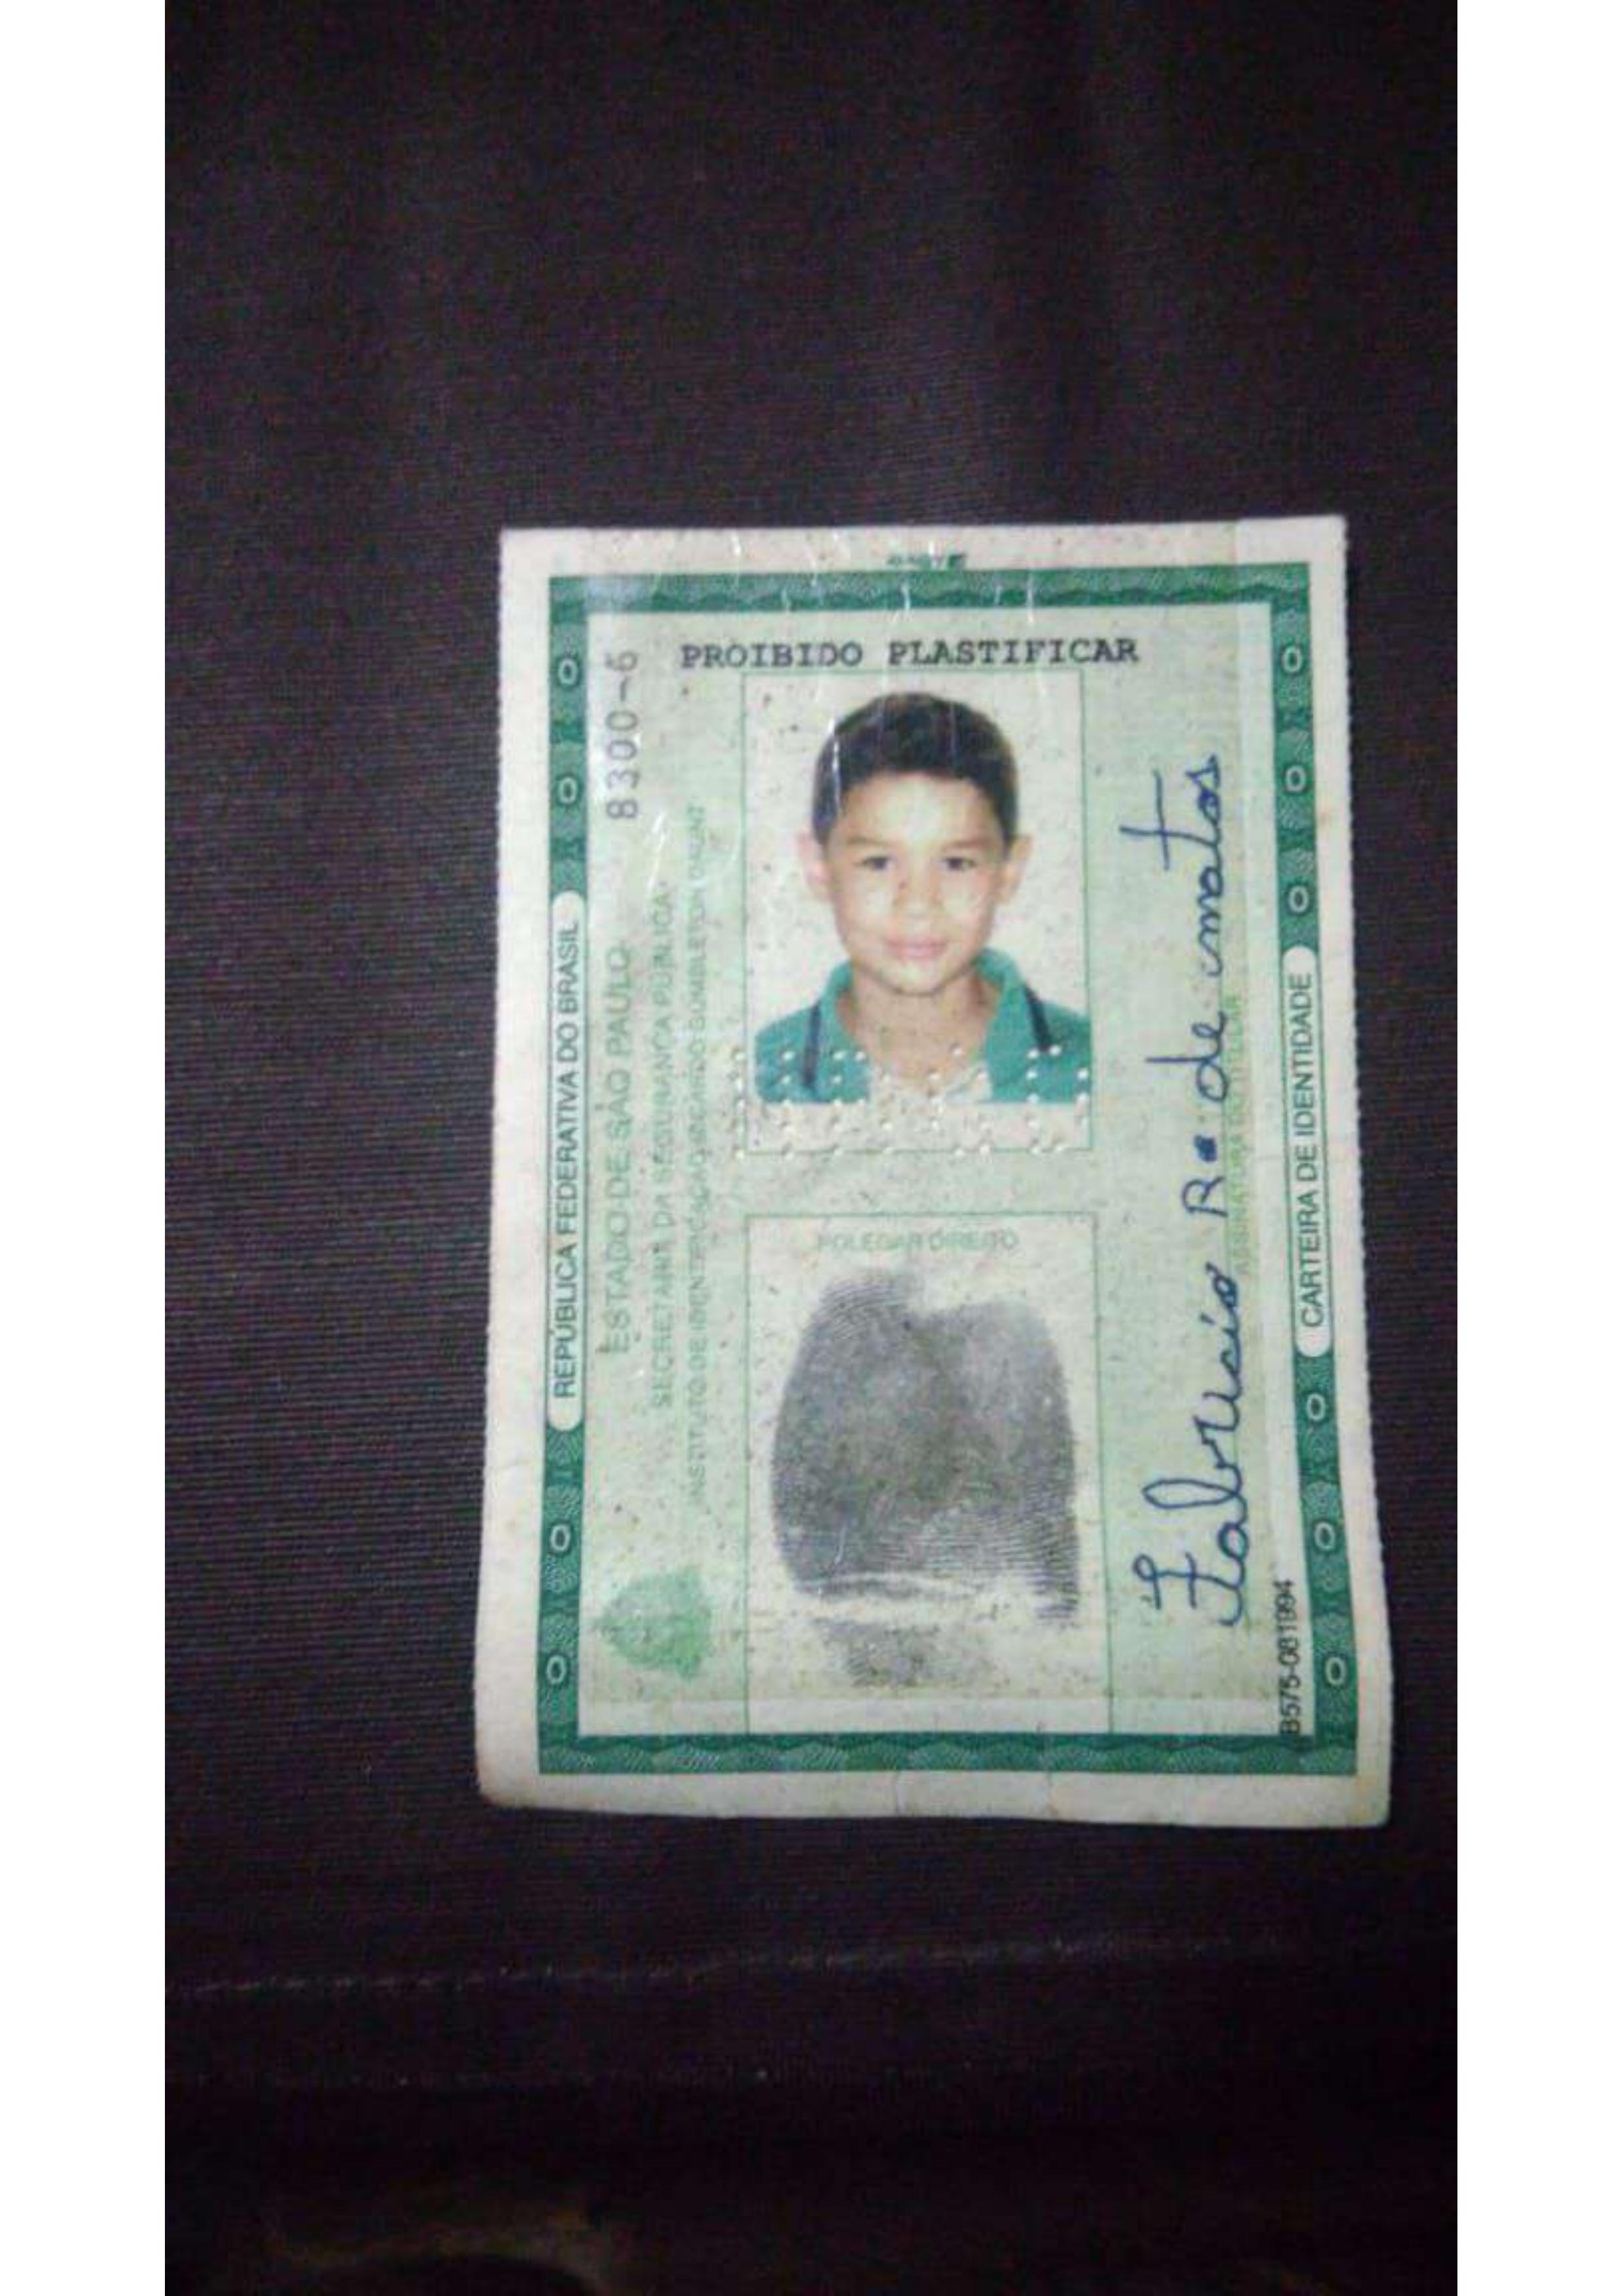 REPÚBLICA FEDERATIVA DO BRASIL
ESTADO DE SÃO PAULO 8300-6
SECRETARIA DA SEGURANÇA PÚBLICA
INSTITUTO DE IDENTIFICAÇÃO RICARDO GUMBLETON DAUNT
PROIBIDO PLASTIFICAR
POLEGAR DIREITO
Fabricio R. de matos
ASSINATURA DO TITULAR
B575-081994
CARTEIRA DE IDENTIDADE